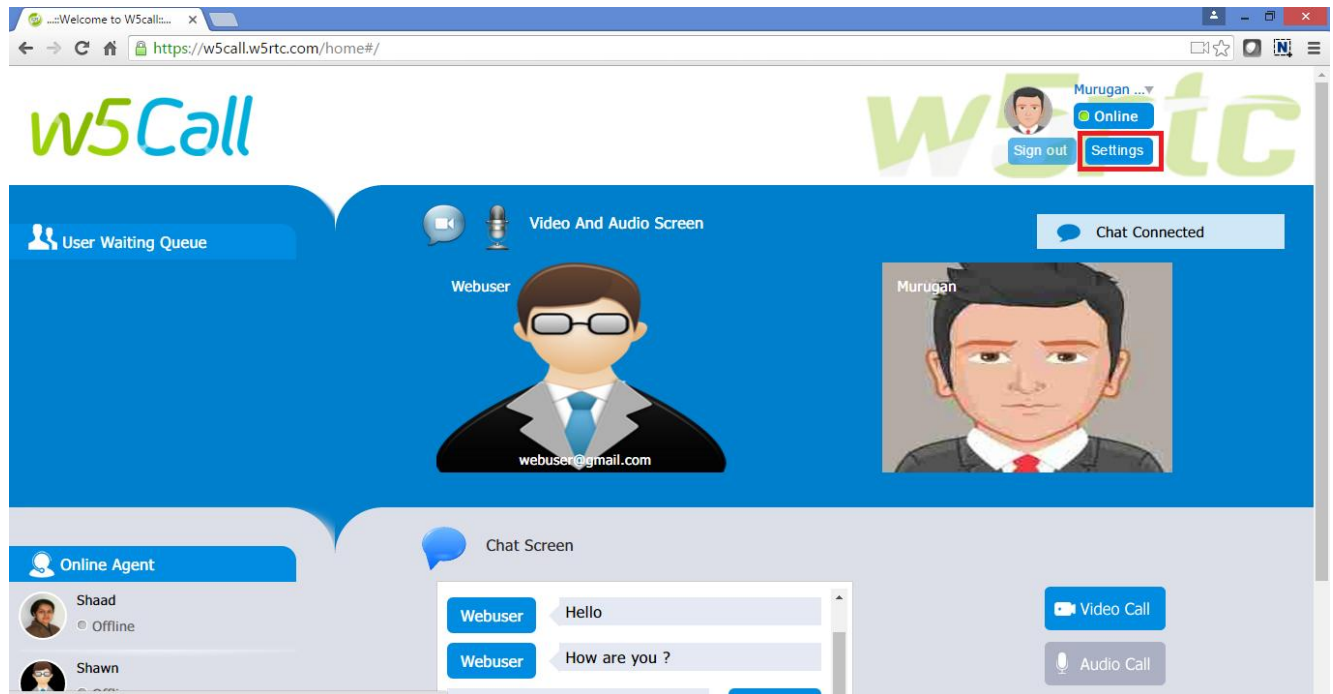 ...::Welcome to W5call::...
https://w5call.w5rtc.com/home#/
w5Call
w5rtc
Murugan ...
Online
Sign out
Settings
User Waiting Queue
Video And Audio Screen
Chat Connected
Webuser
webuser@gmail.com
Murugan
Online Agent
Shaad
Offline
Shawn
Chat Screen
Webuser Hello
Webuser How are you ?
Video Call
Audio Call